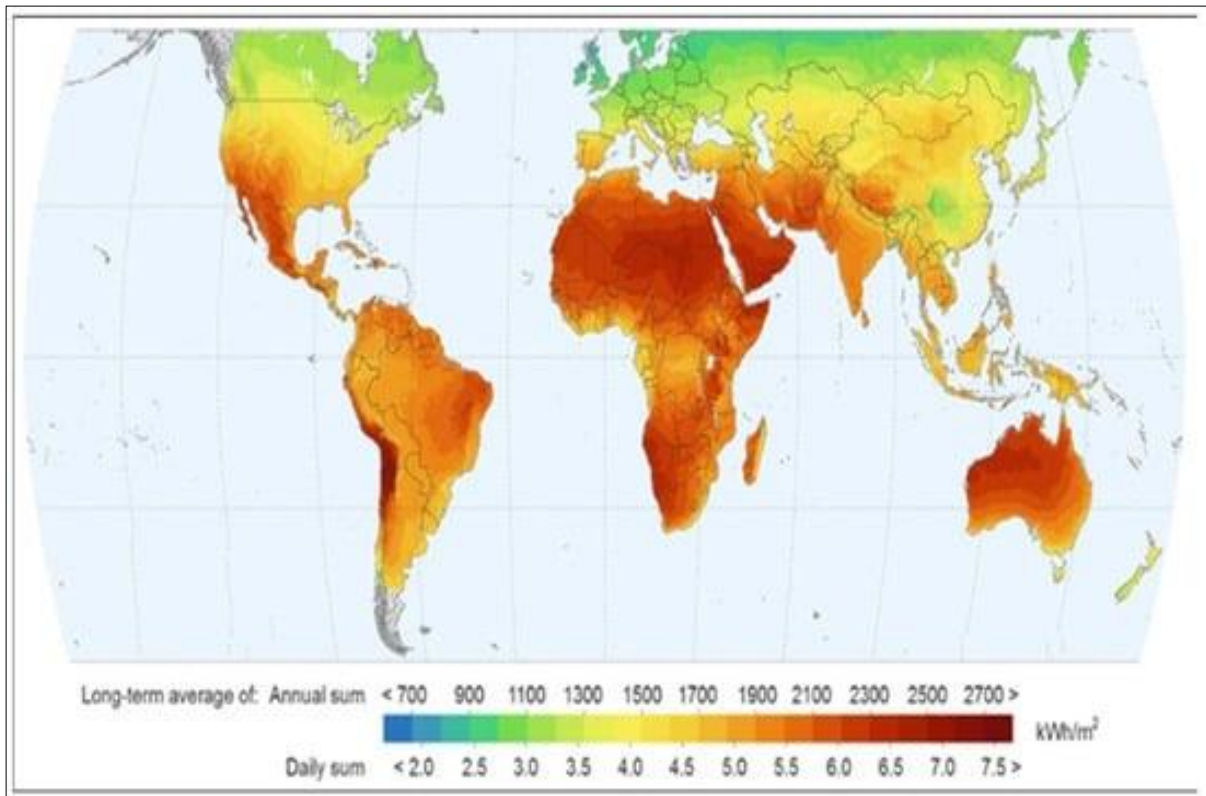 Long-term average of: Annual sum < 700 900 1100 1300 1500 1700 1900 2100 2300 2500 2700 >
kWh/m²
Daily sum < 2.0 2.5 3.0 3.5 4.0 4.5 5.0 5.5 6.0 6.5 7.0 7.5 >